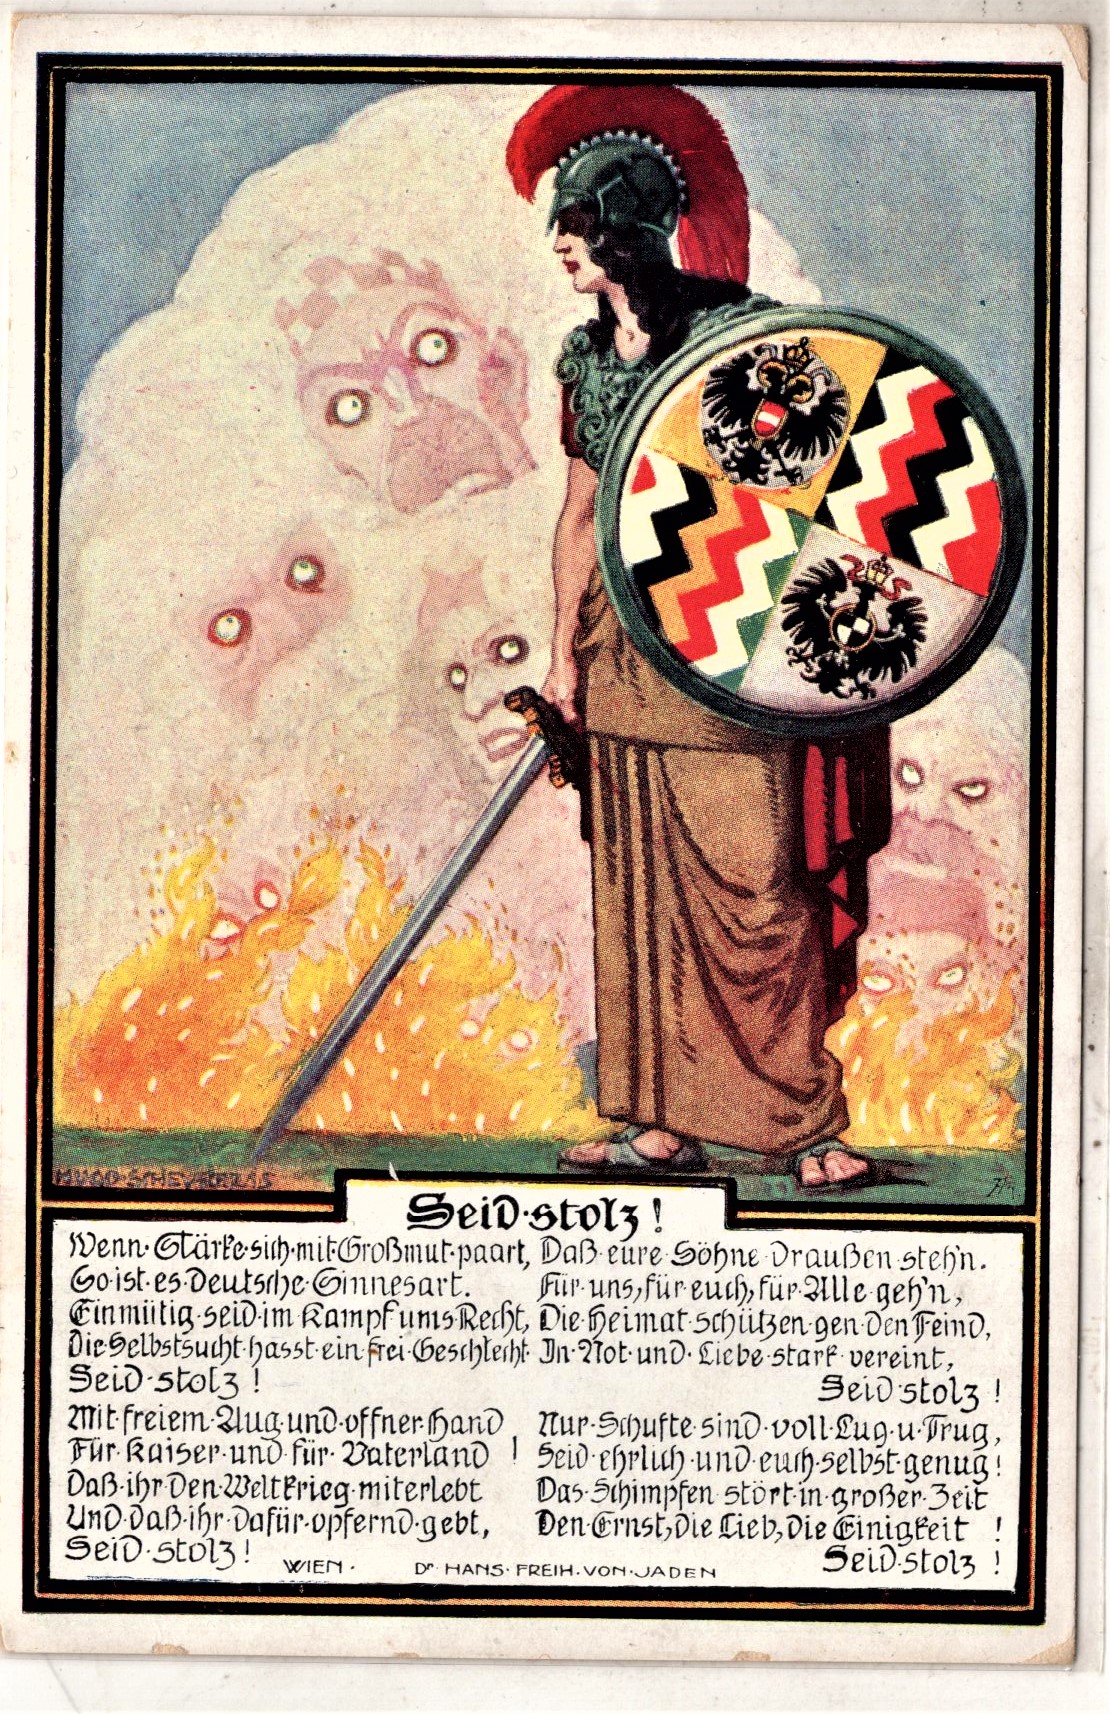 HUGO·SCHEYERER·AS
Seid·stolz!
Wenn·Stärke·sich·mit·Großmut·paart,
So·ist·es·deutsche·Sinnesart.
Einmütig·seid·im·Kampf·ums·Recht,
Die·Selbstsucht·hasst·ein·frei·Geschlecht·
Seid·stolz!
Mit·freiem·Aug·und·offner·Hand
Für·Kaiser·und·für·Vaterland!
Daß·ihr·den·Weltkrieg·miterlebt
Und·daß·ihr·dafür·opfernd·gebt,
Seid·stolz!
Daß·eure·Söhne·draußen·steh'n.
Für·uns,für·euch,für·Alle·geh'n,
Die·Heimat·schützen·gen·den·Feind,
In·Not·und·Liebe·stark·vereint,
Seid·stolz!
Nur·Schufte·sind·voll·Lug·u·Trug,
Seid·ehrlich·und·euch·selbst·genug!
Das·Schimpfen·stört·in·großer·Zeit
Den·Ernst,die·Lieb,die·Einigkeit!
Seid·stolz!
WIEN· Dr·HANS·FREIH·VON·JADEN